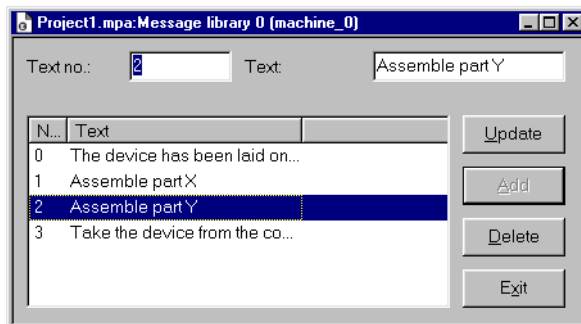 Project1.mpa:Message library 0 (machine_0)
Text no.: 2 Text: Assemble part Y
N... Text
0 The device has been laid on...
1 Assemble part X
2 Assemble part Y
3 Take the device from the co...
Update
Add
Delete
Exit